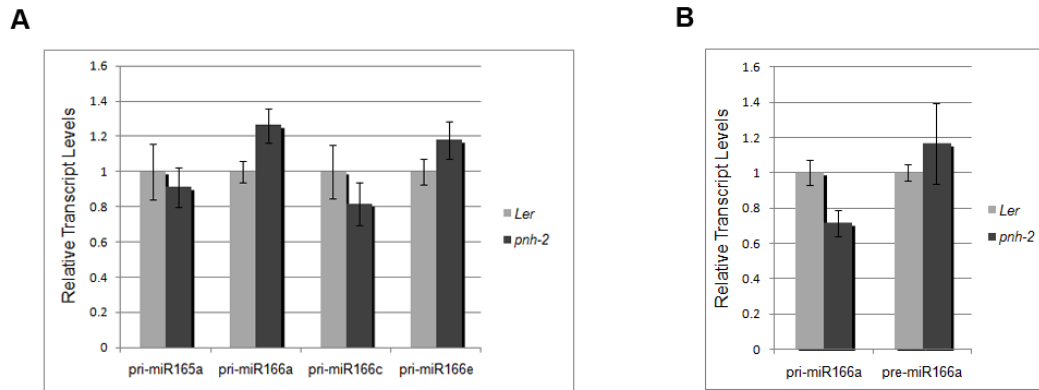 A
Relative Transcript Levels
1.6
1.4
1.2
1
0.8
0.6
0.4
0.2
0
pri-miR165a pri-miR166a pri-miR166c pri-miR166e
Ler
pnh-2
B
Relative Transcript Levels
1.6
1.4
1.2
1
0.8
0.6
0.4
0.2
0
pri-miR166a pre-miR166a
Ler
pnh-2